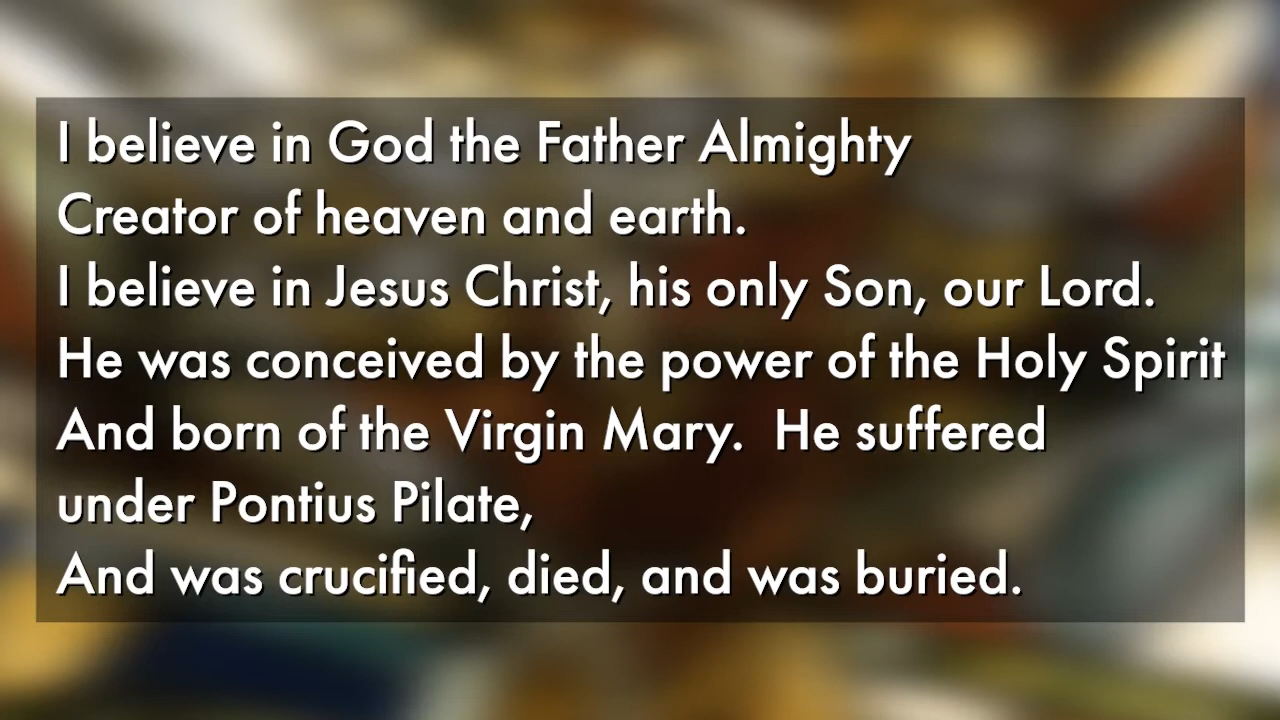 I believe in God the Father Almighty
Creator of heaven and earth.
I believe in Jesus Christ, his only Son, our Lord.
He was conceived by the power of the Holy Spirit
And born of the Virgin Mary.  He suffered
under Pontius Pilate,
And was crucified, died, and was buried.